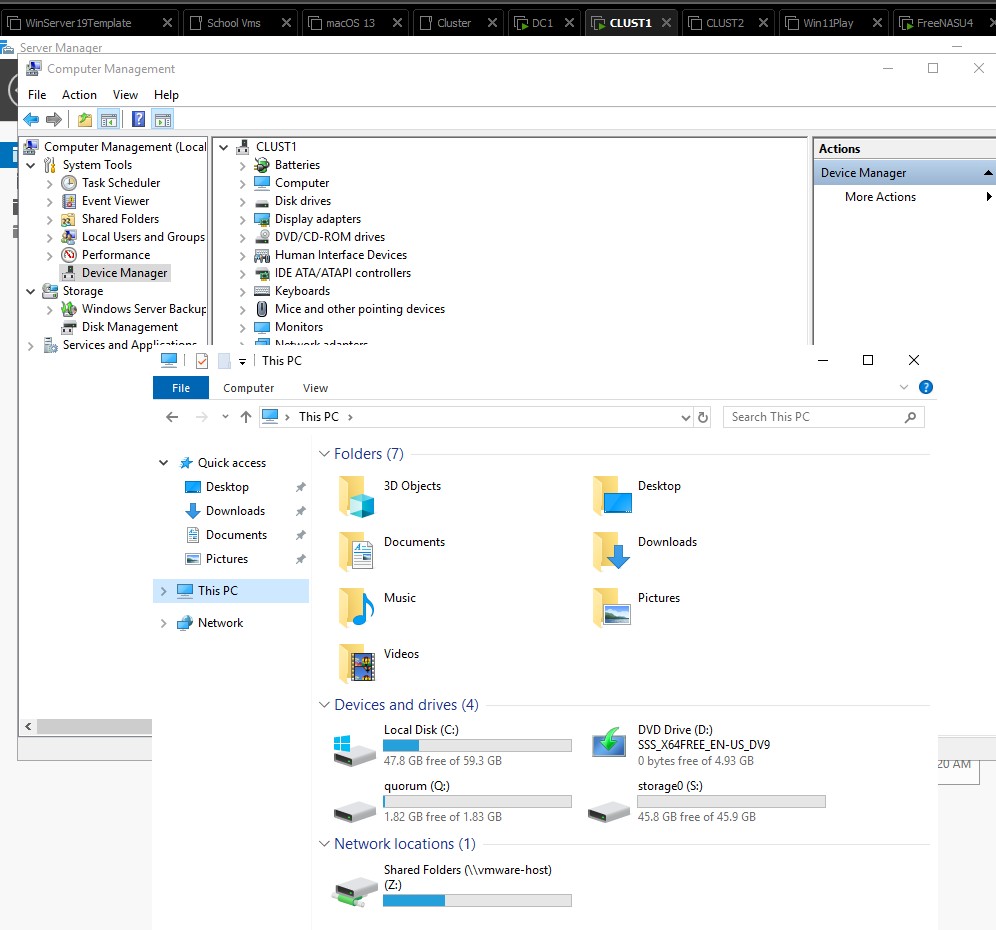 WinServer19Template
School Vms
macOS 13
Cluster
DC1
CLUST1
CLUST2
Win11Play
FreeNASU4
Server Manager
Computer Management
File Action View Help
Computer Management (Local
System Tools
Task Scheduler
Event Viewer
Shared Folders
Local Users and Groups
Performance
Device Manager
Storage
Windows Server Backup
Disk Management
Services and Applications
CLUST1
Batteries
Computer
Disk drives
Display adapters
DVD/CD-ROM drives
Human Interface Devices
IDE ATA/ATAPI controllers
Keyboards
Mice and other pointing devices
Monitors
Network adapters
Actions
Device Manager
More Actions
This PC
File Computer View
This PC
Search This PC
Quick access
Desktop
Downloads
Documents
Pictures
This PC
Network
Folders (7)
3D Objects
Desktop
Documents
Downloads
Music
Pictures
Videos
Devices and drives (4)
Local Disk (C:)
47.8 GB free of 59.3 GB
DVD Drive (D:)
SSS_X64FREE_EN-US_DV9
0 bytes free of 4.93 GB
quorum (Q:)
1.82 GB free of 1.83 GB
storage0 (S:)
45.8 GB free of 45.9 GB
Network locations (1)
Shared Folders (\\vmware-host)
(Z:)
20 AM